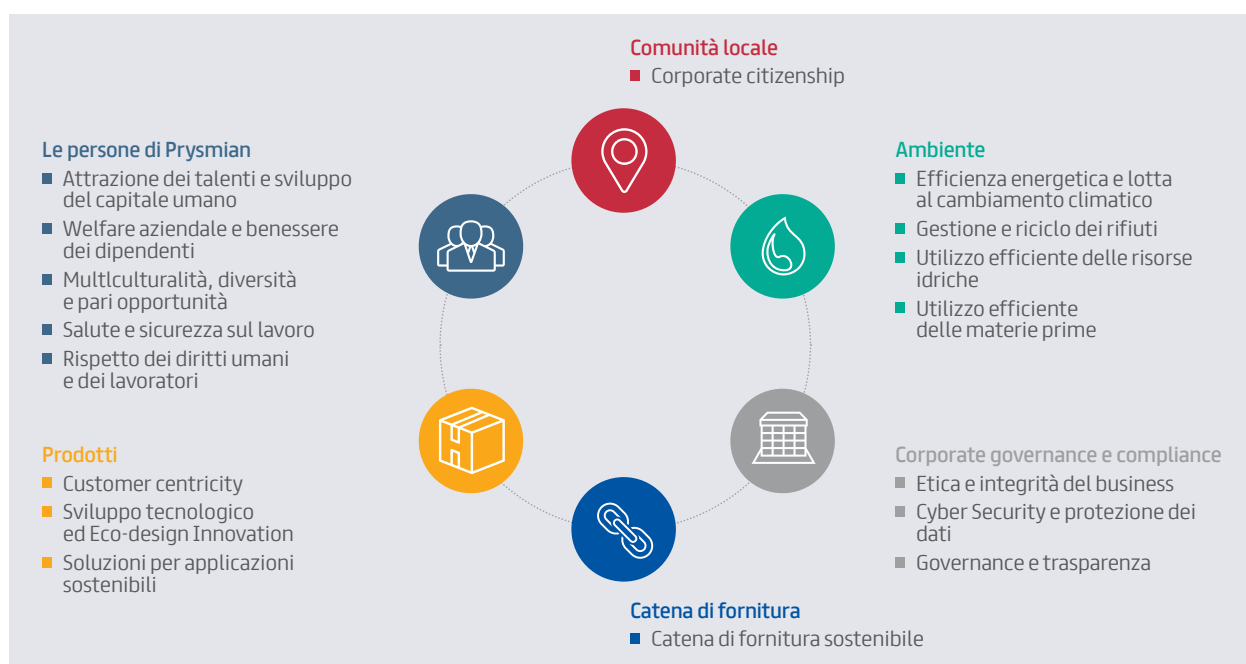 Comunità locale
Corporate citizenship
Le persone di Prysmian
Attrazione dei talenti e sviluppo
del capitale umano
Welfare aziendale e benessere
dei dipendenti
MultIculturalità, diversità
e pari opportunità
Salute e sicurezza sul lavoro
Rispetto dei diritti umani
e dei lavoratori
Ambiente
Efficienza energetica e lotta
al cambiamento climatico
Gestione e riciclo dei rifiuti
Utilizzo efficiente delle risorse
idriche
Utilizzo efficiente
delle materie prime
Prodotti
Customer centricity
Sviluppo tecnologico
ed Eco-design Innovation
Soluzioni per applicazioni
sostenibili
Corporate governance e compliance
Etica e integrità del business
Cyber Security e protezione dei
dati
Governance e trasparenza
Catena di fornitura
Catena di fornitura sostenibile